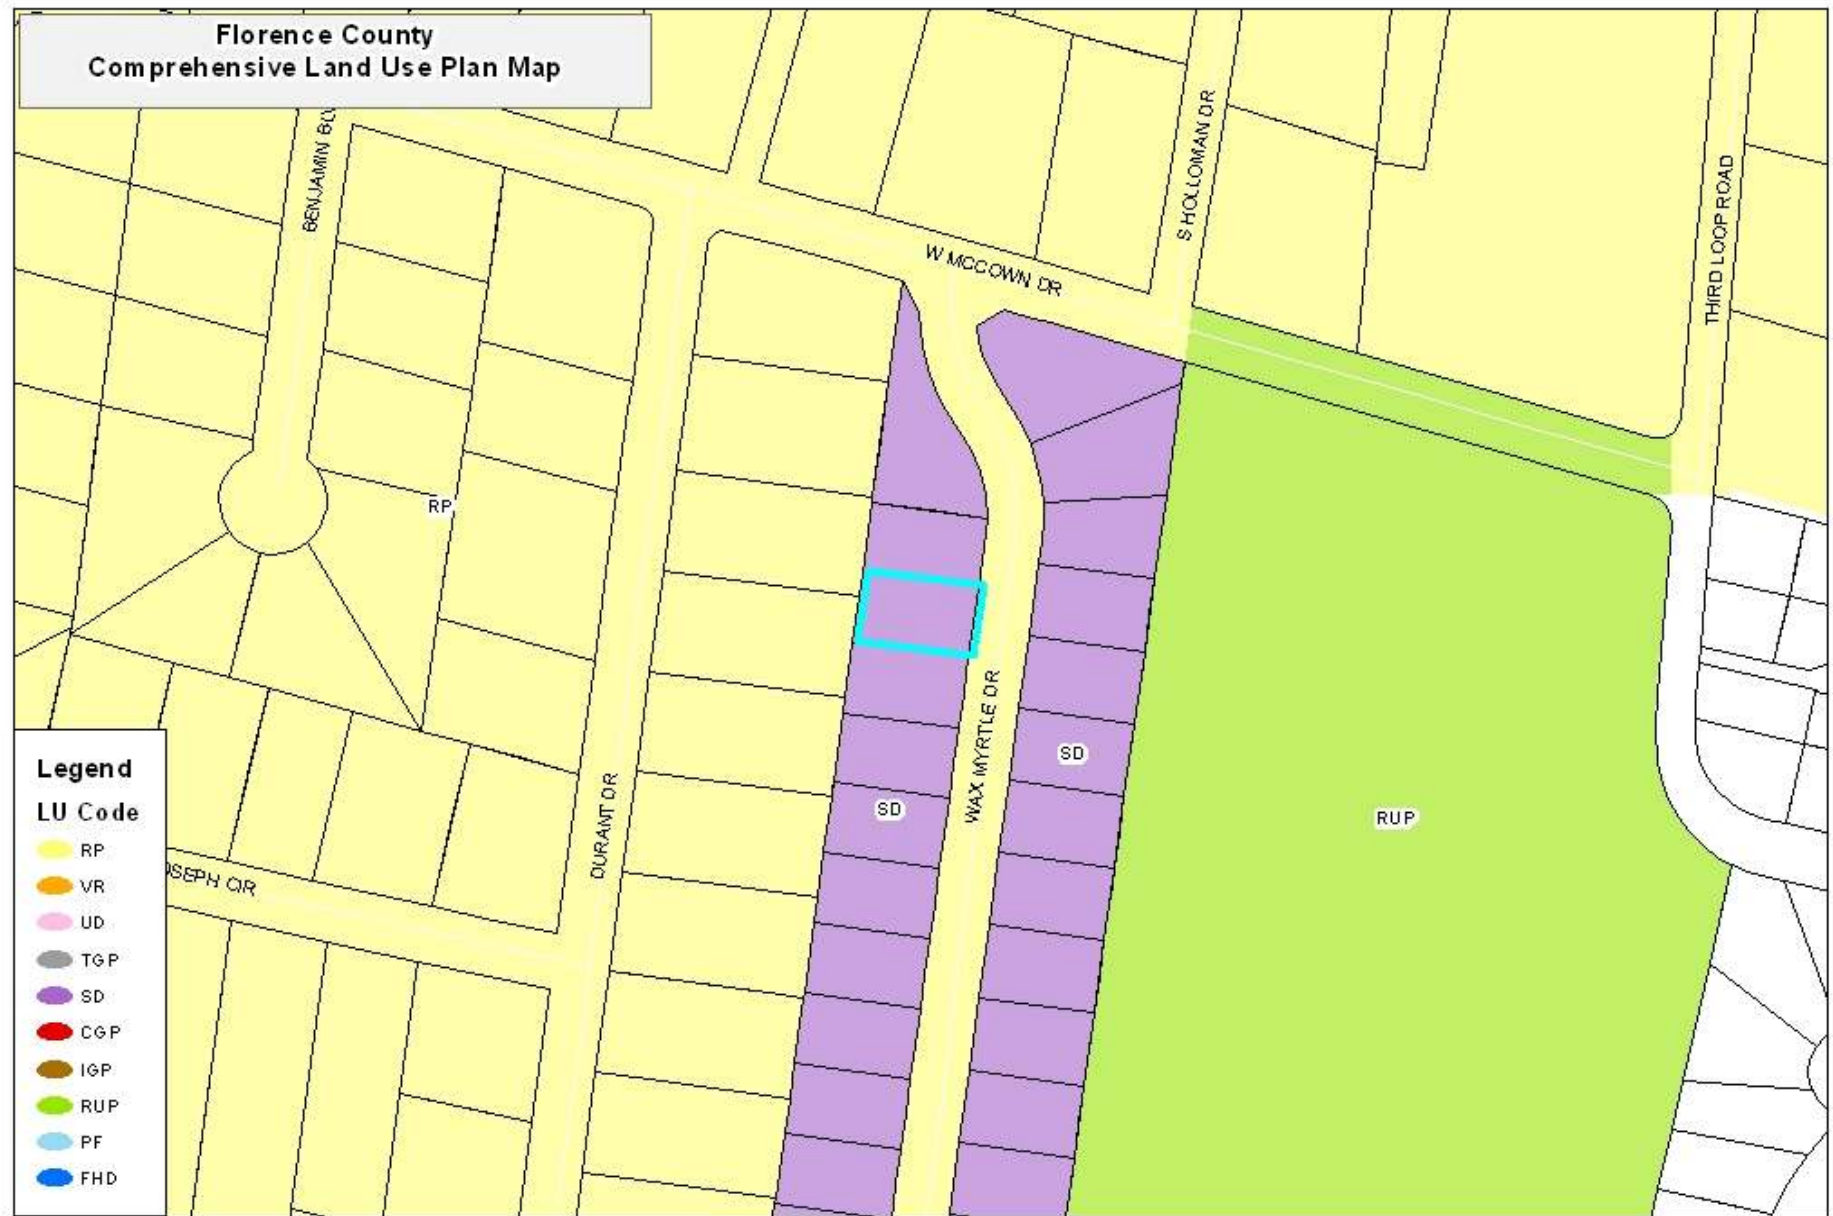 Florence County
Comprehensive Land Use Plan Map
BENJAMIN
S HOLLOMAN DR
THIRD LOOP ROAD
W MCCOWN DR
RP
WAX MYRTLE DR
SD
SD
RUP
DURANT DR
OSEPH CIR
Legend
LU Code
RP
VR
UD
TGP
SD
CGP
IGP
RUP
PF
FHD